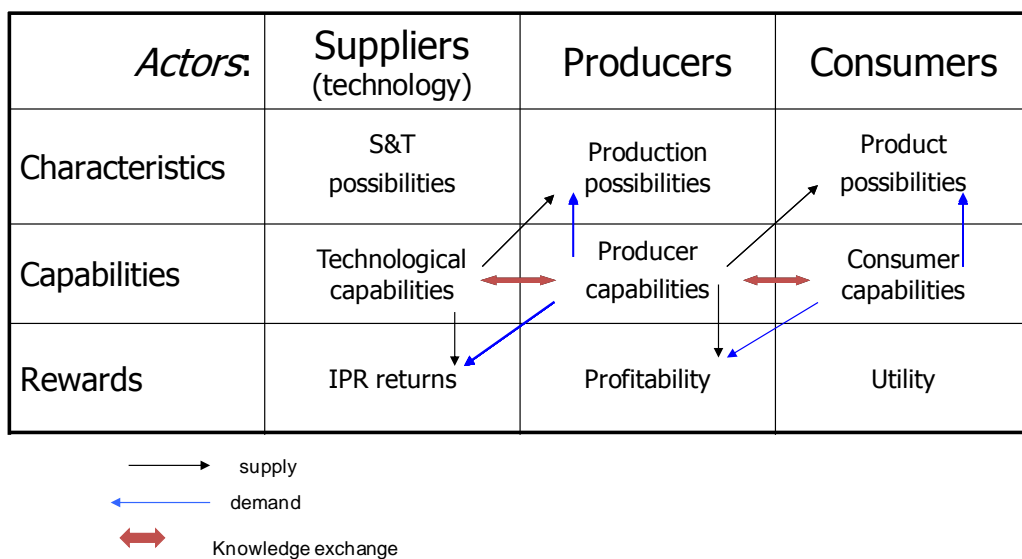 Actors:
Suppliers
(technology)
Producers
Consumers
Characteristics
S&T
possibilities
Production
possibilities
Product
possibilities
Capabilities
Technological
capabilities
Producer
capabilities
Consumer
capabilities
Rewards
IPR returns
Profitability
Utility
supply
demand
Knowledge exchange